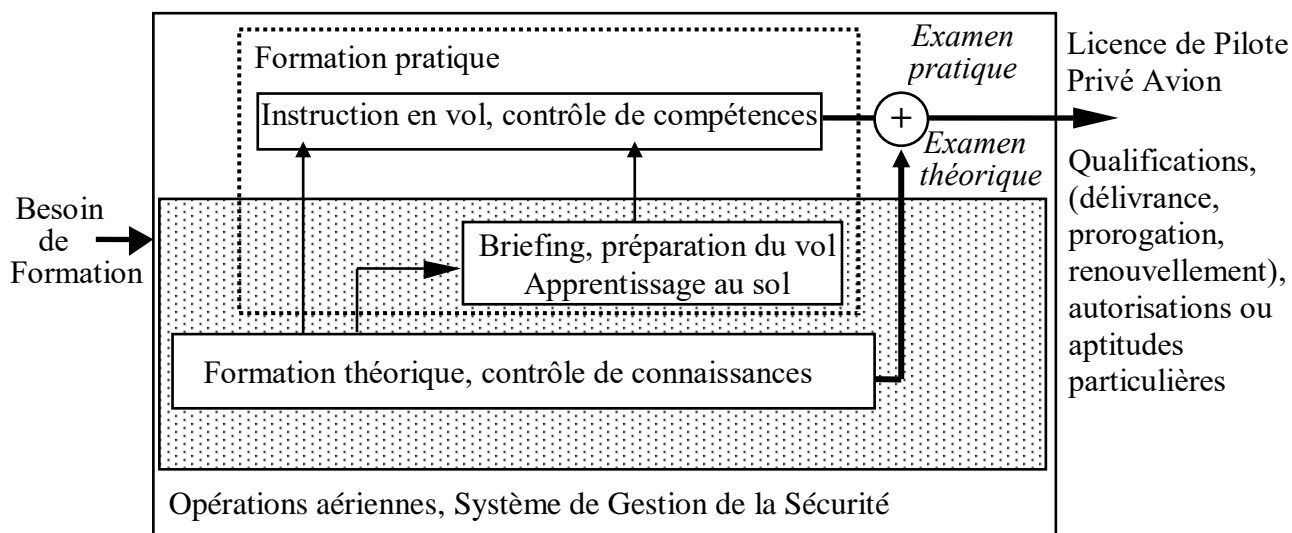 Besoin
de
Formation
Formation pratique
Instruction en vol, contrôle de compétences
Briefing, préparation du vol
Apprentissage au sol
Formation théorique, contrôle de connaissances
Opérations aériennes, Système de Gestion de la Sécurité
Examen
pratique
+
Examen
théorique
Licence de Pilote
Privé Avion
Qualifications,
(délivrance,
prorogation,
renouvellement),
autorisations ou
aptitudes
particulières